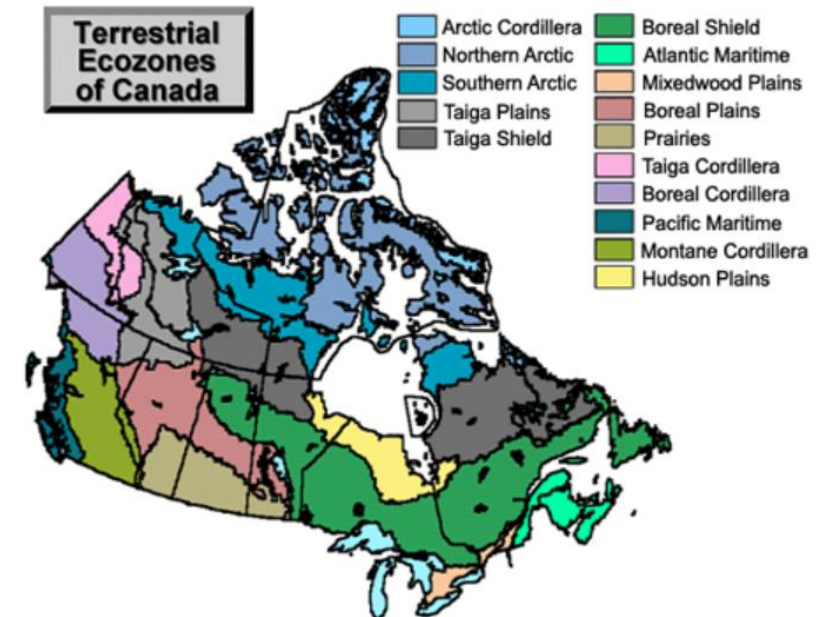 Terrestrial
Ecozones
of Canada
Arctic Cordillera
Northern Arctic
Southern Arctic
Taiga Plains
Taiga Shield
Boreal Shield
Atlantic Maritime
Mixedwood Plains
Boreal Plains
Prairies
Taiga Cordillera
Boreal Cordillera
Pacific Maritime
Montane Cordillera
Hudson Plains